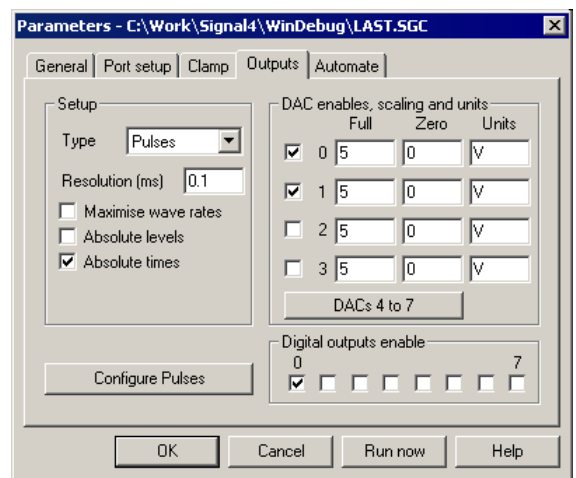 Parameters - C:\Work\Signal4\WinDebug\LAST.SGC
General Port setup Clamp Outputs Automate
Setup
Type Pulses
Resolution (ms) 0.1
Maximise wave rates
Absolute levels
Absolute times
Configure Pulses
DAC enables, scaling and units
Full Zero Units
0 5 0 V
1 5 0 V
2 5 0 V
3 5 0 V
DACs 4 to 7
Digital outputs enable
0 7
OK Cancel Run now Help